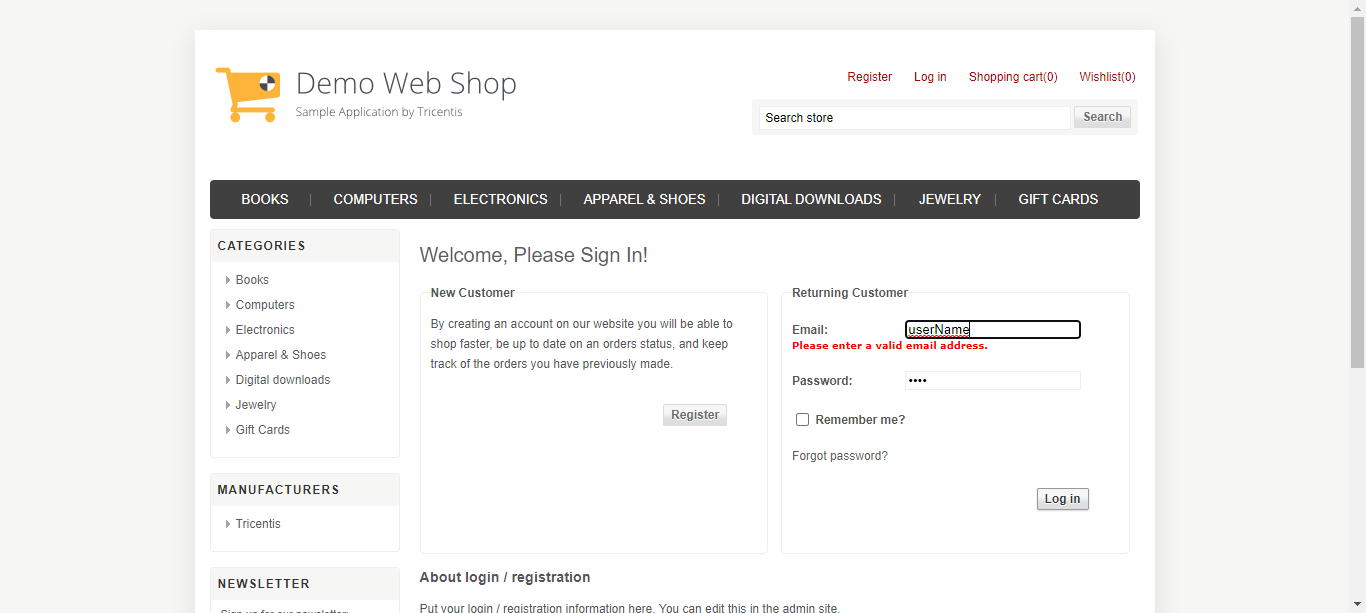 Demo Web Shop
Sample Application by Tricentis
Register Log in Shopping cart(0) Wishlist(0)
Search store Search
BOOKS COMPUTERS ELECTRONICS APPAREL & SHOES DIGITAL DOWNLOADS JEWELRY GIFT CARDS
CATEGORIES
Books
Computers
Electronics
Apparel & Shoes
Digital downloads
Jewelry
Gift Cards
MANUFACTURERS
Tricentis
NEWSLETTER
Sign up for our newsletter:
Welcome, Please Sign In!
New Customer
By creating an account on our website you will be able to
shop faster, be up to date on an orders status, and keep
track of the orders you have previously made.
Register
Returning Customer
Email: userName
Please enter a valid email address.
Password: ••••
Remember me?
Forgot password?
Log in
About login / registration
Put your login / registration information here. You can edit this in the admin site.